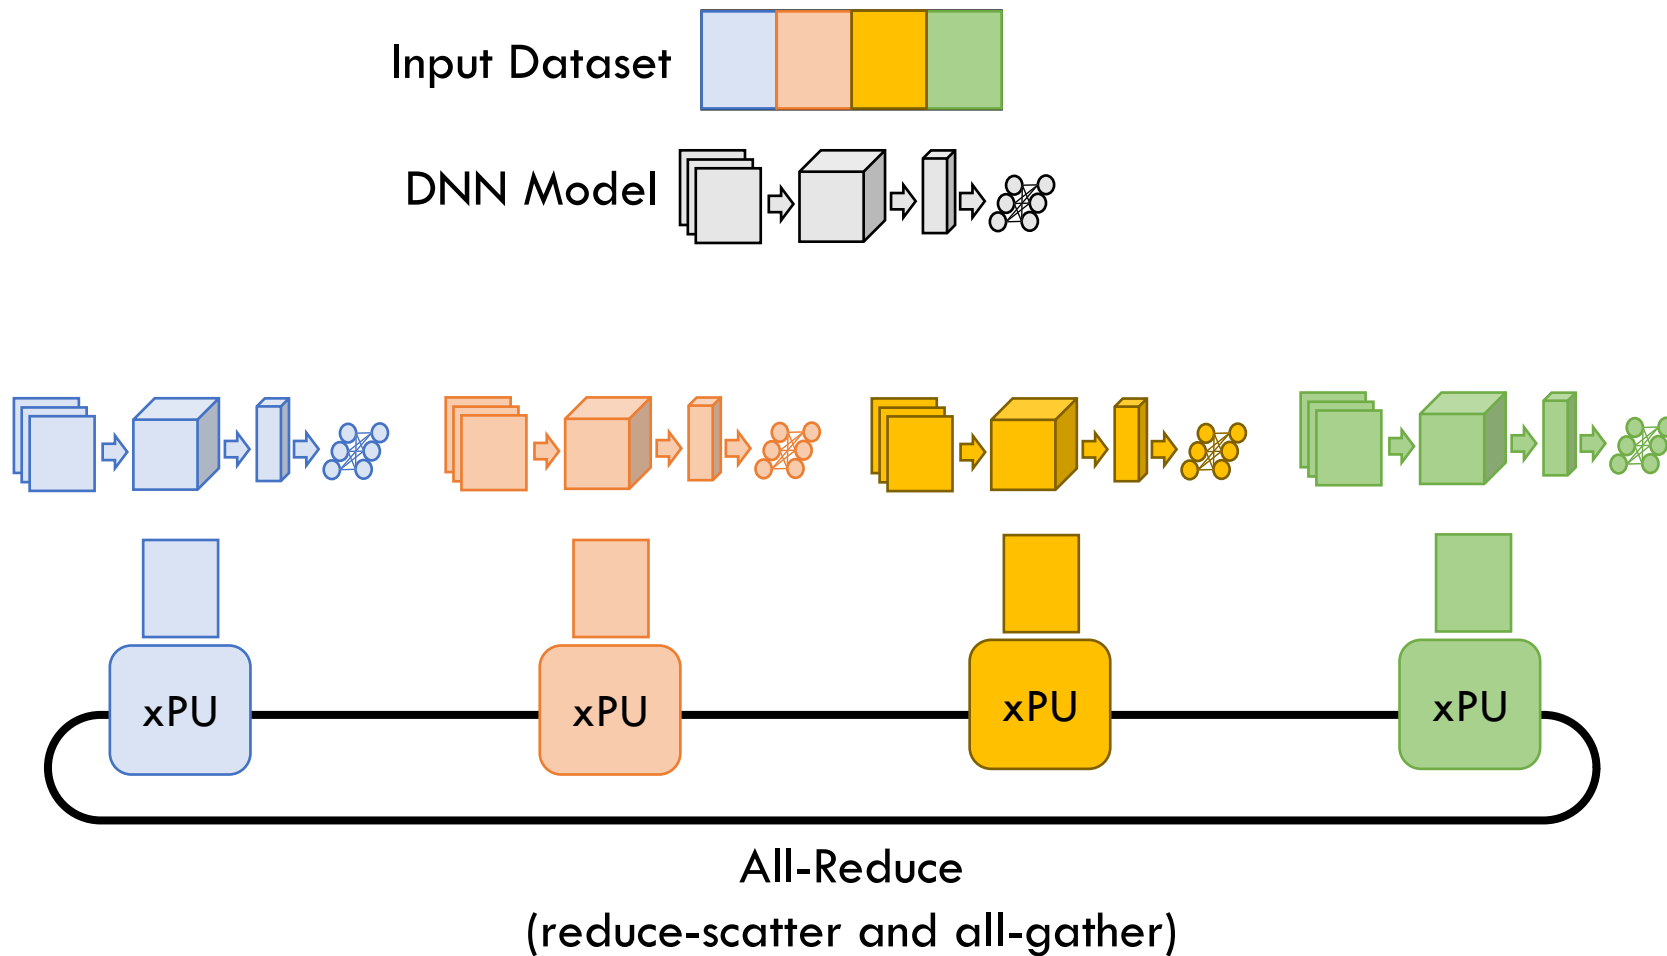 Input Dataset
DNN Model
xPU
xPU
xPU
xPU
All-Reduce
(reduce-scatter and all-gather)